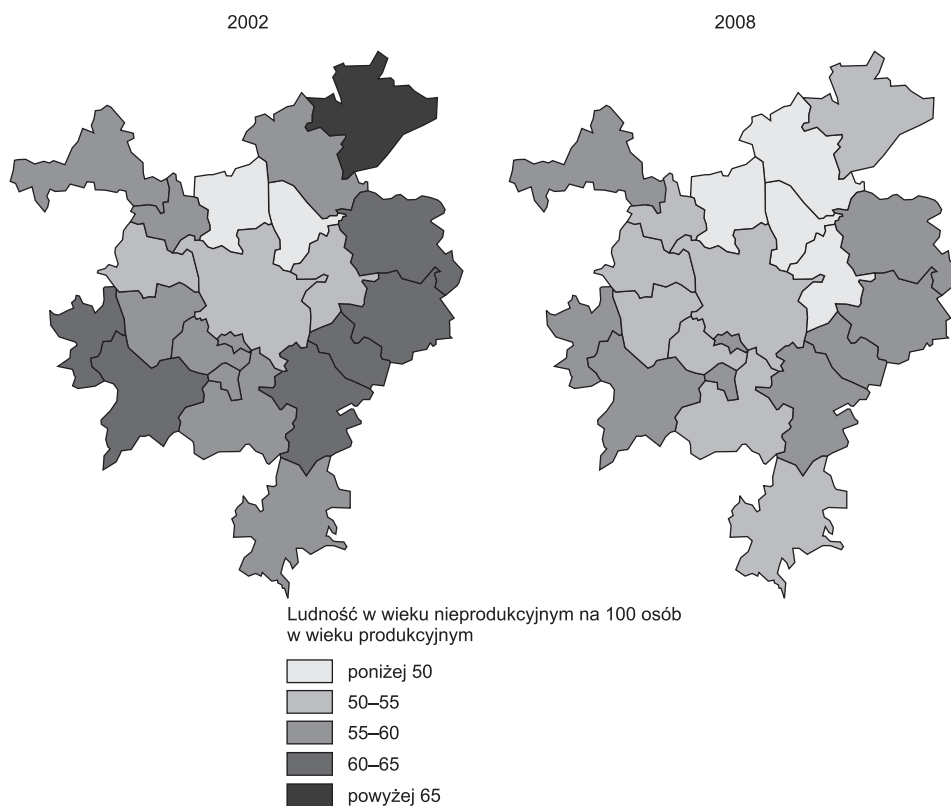 2002
2008
Ludność w wieku nieprodukcyjnym na 100 osób
w wieku produkcyjnym
poniżej 50
50–55
55–60
60–65
powyżej 65